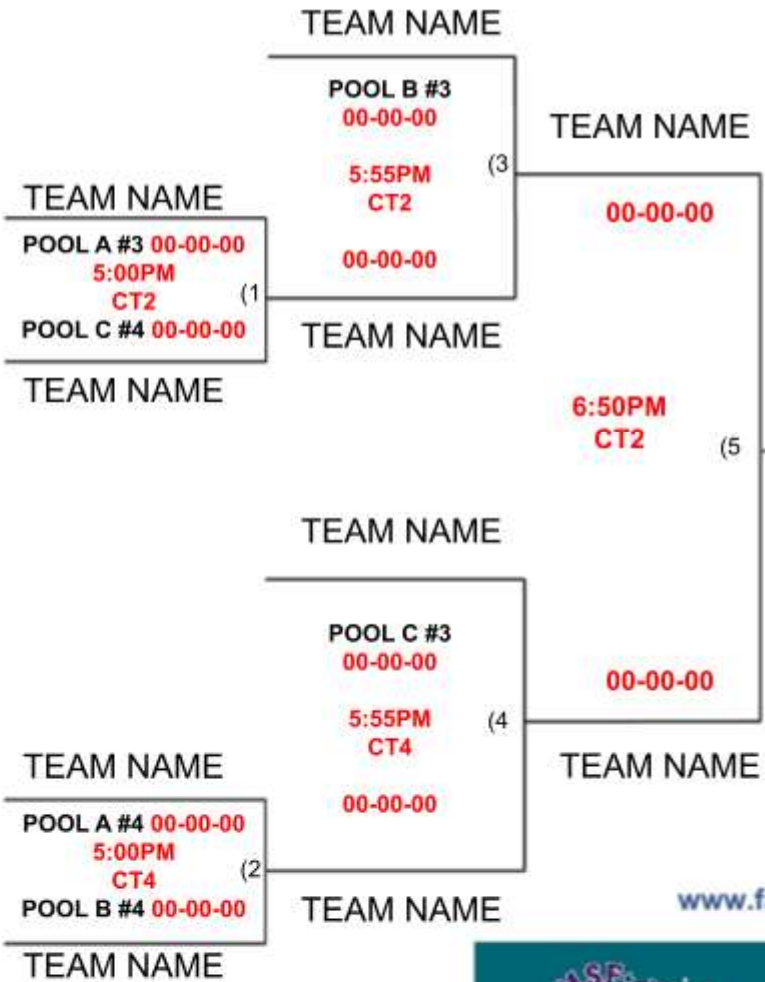 TEAM NAME
POOL B #3
00-00-00
5:55PM
CT2
(3
00-00-00
TEAM NAME
TEAM NAME
POOL A #3 00-00-00
5:00PM
CT2
(1
POOL C #4 00-00-00
TEAM NAME
TEAM NAME
00-00-00
6:50PM
CT2
(5
00-00-00
TEAM NAME
TEAM NAME
POOL C #3
00-00-00
5:55PM
CT4
(4
00-00-00
TEAM NAME
TEAM NAME
POOL A #4 00-00-00
5:00PM
CT4
(2
POOL B #4 00-00-00
TEAM NAME
www.f